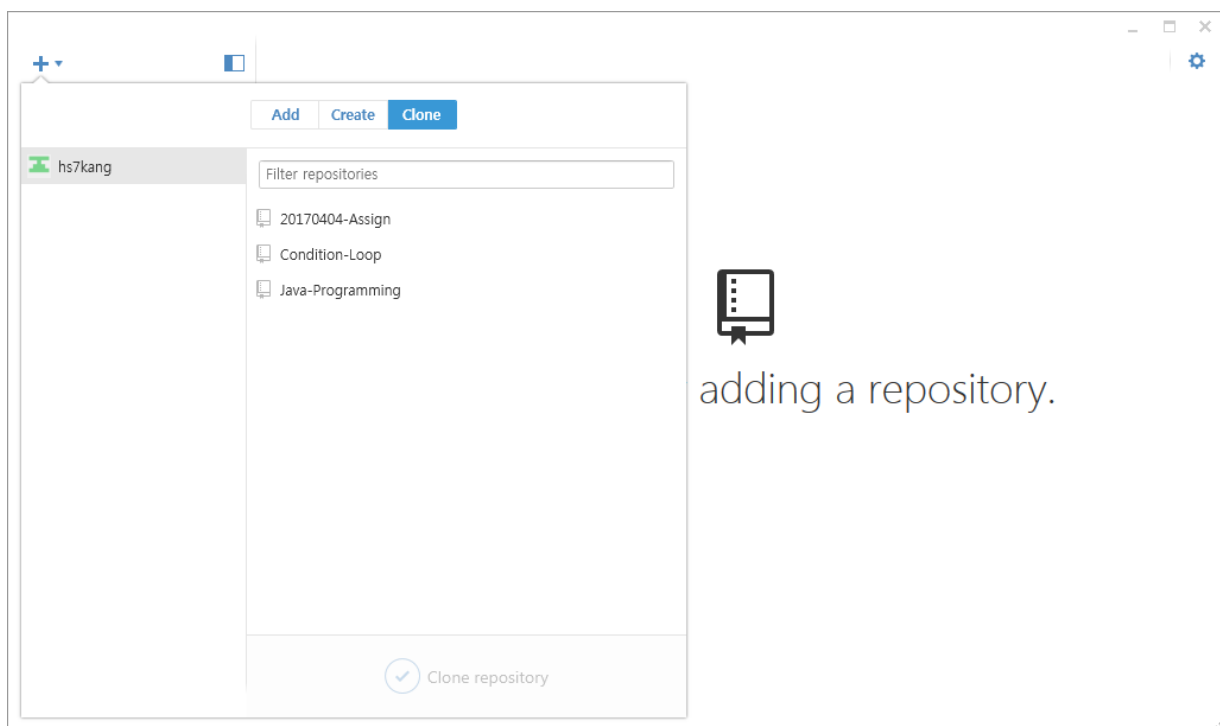 Add Create Clone
hs7kang
Filter repositories
20170404-Assign
Condition-Loop
Java-Programming
adding a repository.
Clone repository